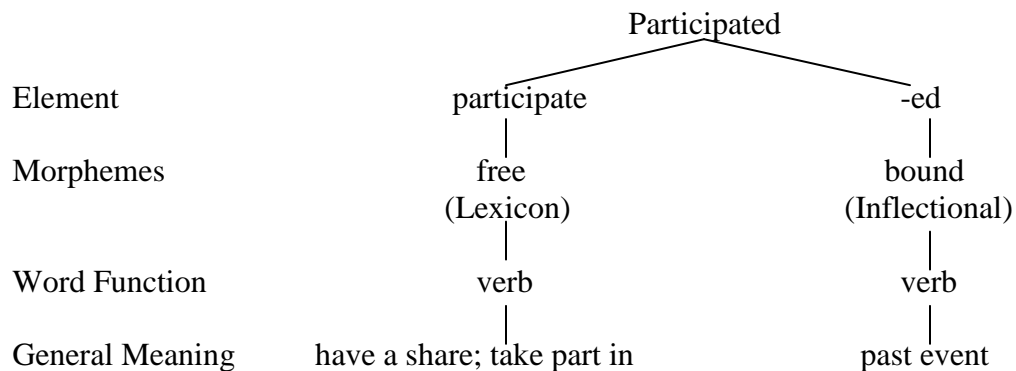 Participated
Element participate -ed
Morphemes free bound
(Lexicon) (Inflectional)
Word Function verb verb
General Meaning have a share; take part in past event